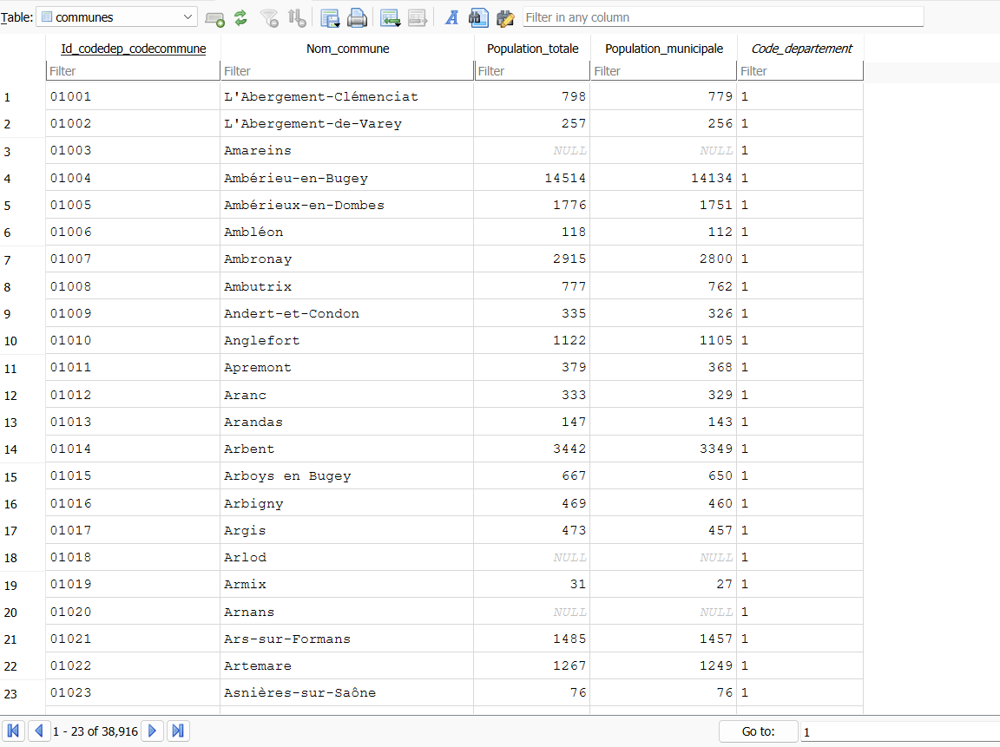 Table: communes Filter in any column
Id_codedep_codecommune Nom_commune Population_totale Population_municipale Code_departement
Filter Filter Filter Filter Filter
1 01001 L'Abergement-Clémenciat 798 779 1
2 01002 L'Abergement-de-Varey 257 256 1
3 01003 Amareins NULL NULL 1
4 01004 Ambérieu-en-Bugey 14514 14134 1
5 01005 Ambérieux-en-Dombes 1776 1751 1
6 01006 Ambléon 118 112 1
7 01007 Ambronay 2915 2800 1
8 01008 Ambutrix 777 762 1
9 01009 Andert-et-Condon 335 326 1
10 01010 Anglefort 1122 1105 1
11 01011 Apremont 379 368 1
12 01012 Aranc 333 329 1
13 01013 Arandas 147 143 1
14 01014 Arbent 3442 3349 1
15 01015 Arboys en Bugey 667 650 1
16 01016 Arbigny 469 460 1
17 01017 Argis 473 457 1
18 01018 Arlod NULL NULL 1
19 01019 Armix 31 27 1
20 01020 Arnans NULL NULL 1
21 01021 Ars-sur-Formans 1485 1457 1
22 01022 Artemare 1267 1249 1
23 01023 Asnières-sur-Saône 76 76 1
1 - 23 of 38,916 Go to: 1